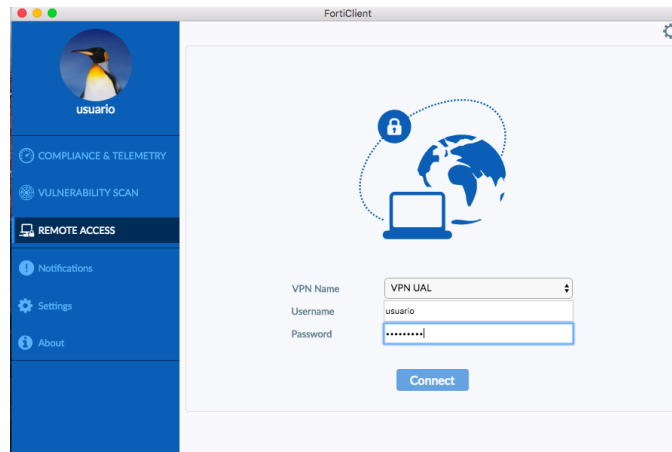 FortiClient
usuario
COMPLIANCE & TELEMETRY
VULNERABILITY SCAN
REMOTE ACCESS
Notifications
Settings
About
VPN Name
VPN UAL
Username
usuario
Password
•••••••••
Connect